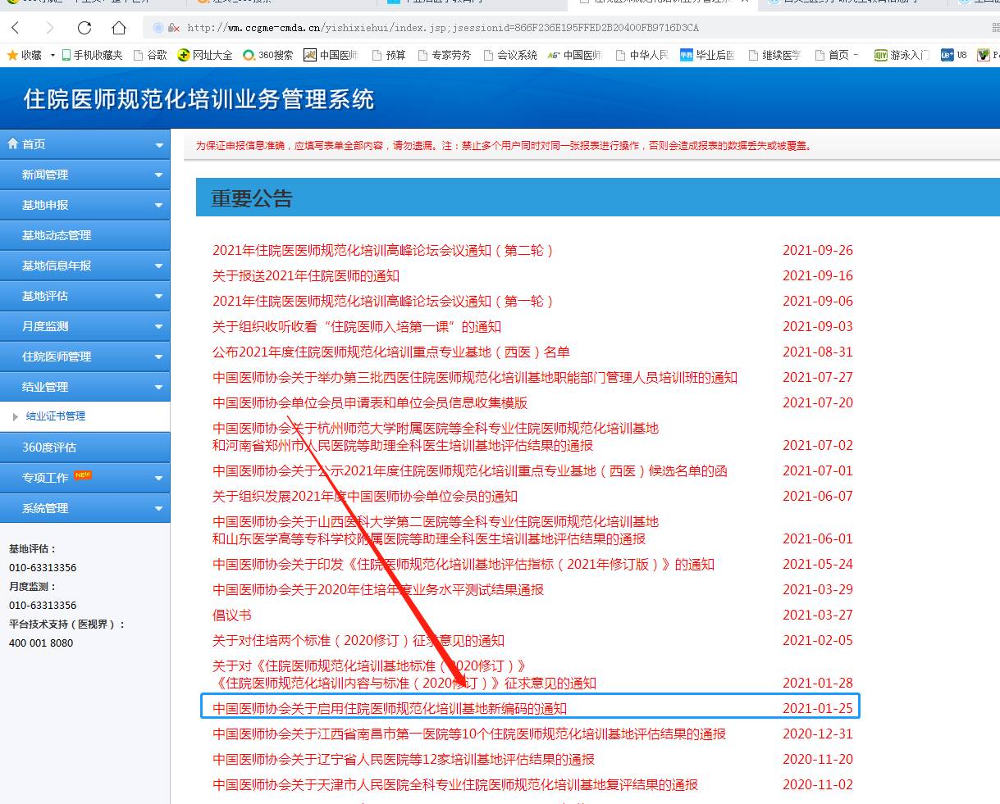 http://wm.ccgme-cmda.cn/yishixiehui/index.jsp;jsessionid=866F236E195FFED2B20400FB9716D3CA
收藏 手机收藏夹 谷歌 网址大全 360搜索 中国医师 预算 专家劳务 会议系统 中国医师 中华人民 毕业后医 继续医学 首页 - 游泳入门 U8
住院医师规范化培训业务管理系统
首页
新闻管理
基地申报
基地动态管理
基地信息年报
基地评估
月度监测
住院医师管理
结业管理
结业证书管理
360度评估
专项工作 NEW
系统管理
基地评估：
010-63313356
月度监测：
010-63313356
平台技术支持（医视界）：
400 001 8080
为保证申报信息准确，应填写表单全部内容，请勿遗漏。注：禁止多个用户同时对同一张报表进行操作，否则会造成报表的数据丢失或被覆盖。
重要公告
2021年住院医医师规范化培训高峰论坛会议通知（第二轮） 2021-09-26
关于报送2021年住院医师的通知 2021-09-16
2021年住院医医师规范化培训高峰论坛会议通知（第一轮） 2021-09-06
关于组织收听收看“住院医师入培第一课”的通知 2021-09-03
公布2021年度住院医师规范化培训重点专业基地（西医）名单 2021-08-31
中国医师协会关于举办第三批西医住院医师规范化培训基地职能部门管理人员培训班的通知 2021-07-27
中国医师协会单位会员申请表和单位会员信息收集模版 2021-07-20
中国医师协会关于杭州师范大学附属医院等全科专业住院医师规范化培训基地
和河南省郑州市人民医院等助理全科医生培训基地评估结果的通报 2021-07-02
中国医师协会关于公示2021年度住院医师规范化培训重点专业基地（西医）候选名单的函 2021-07-01
关于组织发展2021年度中国医师协会单位会员的通知 2021-06-07
中国医师协会关于山西医科大学第二医院等全科专业住院医师规范化培训基地
和山东医学高等专科学校附属医院等助理全科医生培训基地评估结果的通报 2021-06-01
中国医师协会关于印发《住院医师规范化培训基地评估指标（2021年修订版）》的通知 2021-05-24
中国医师协会关于2020年住培年度业务水平测试结果通报 2021-03-29
倡议书 2021-03-27
关于对住培两个标准（2020修订）征求意见的通知 2021-02-05
关于对《住院医师规范化培训基地标准（2020修订）》
《住院医师规范化培训内容与标准（2020修订）》征求意见的通知 2021-01-28
中国医师协会关于启用住院医师规范化培训基地新编码的通知 2021-01-25
中国医师协会关于江西省南昌市第一医院等10个住院医师规范化培训基地评估结果的通报 2020-12-31
中国医师协会关于辽宁省人民医院等12家培训基地评估结果的通报 2020-11-20
中国医师协会关于天津市人民医院全科专业住院医师规范化培训基地复评结果的通报 2020-11-02